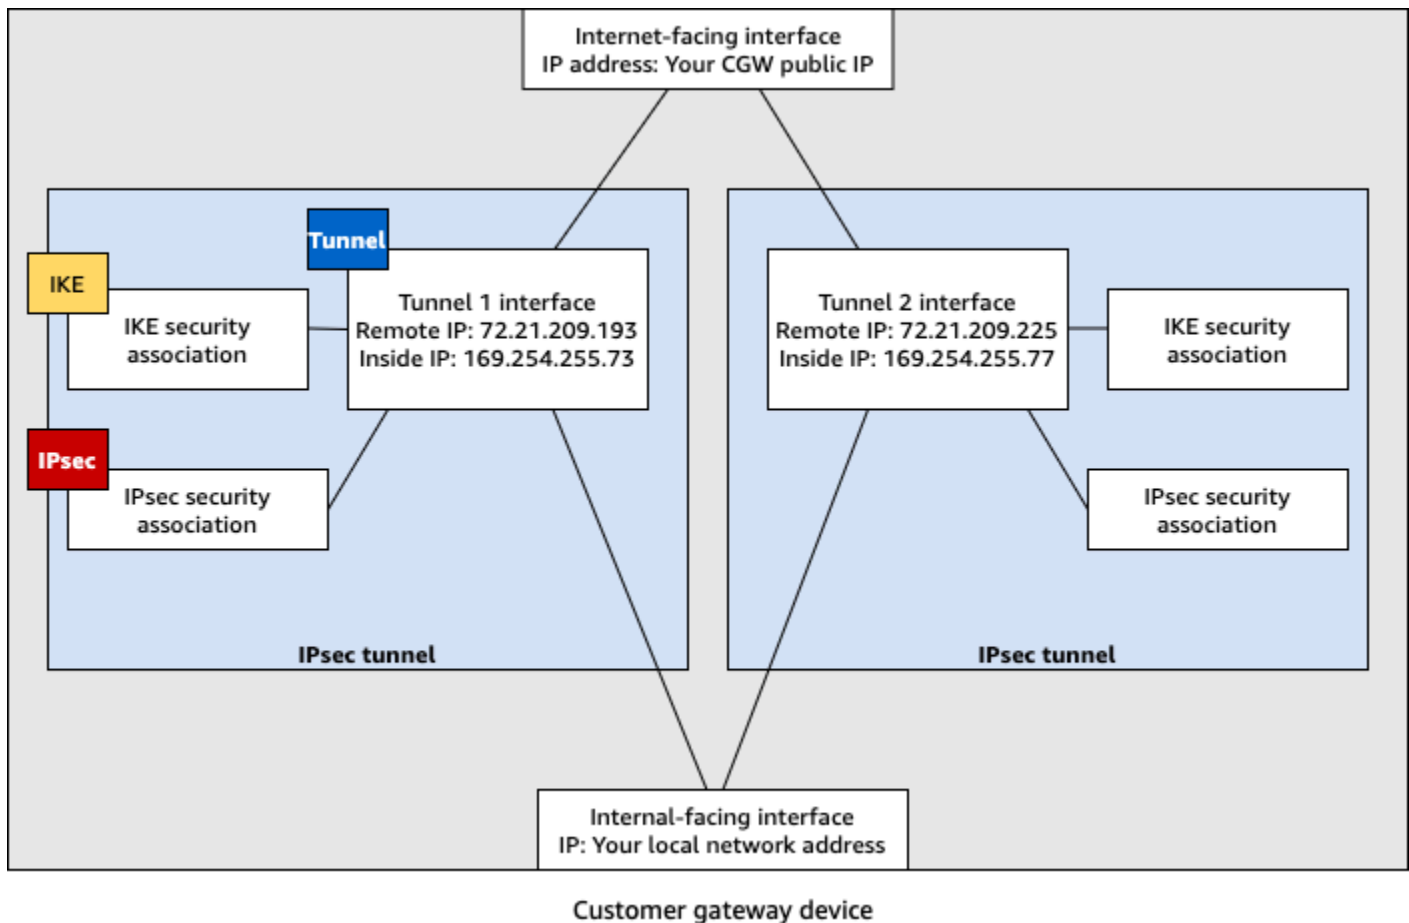 Internet-facing interface
IP address: Your CGW public IP
Tunnel
IKE
Tunnel 1 interface
Remote IP: 72.21.209.193
Inside IP: 169.254.255.73
IKE security
association
IPsec
IPsec security
association
IPsec tunnel
Tunnel 2 interface
Remote IP: 72.21.209.225
Inside IP: 169.254.255.77
IKE security
association
IPsec security
association
IPsec tunnel
Internal-facing interface
IP: Your local network address
Customer gateway device